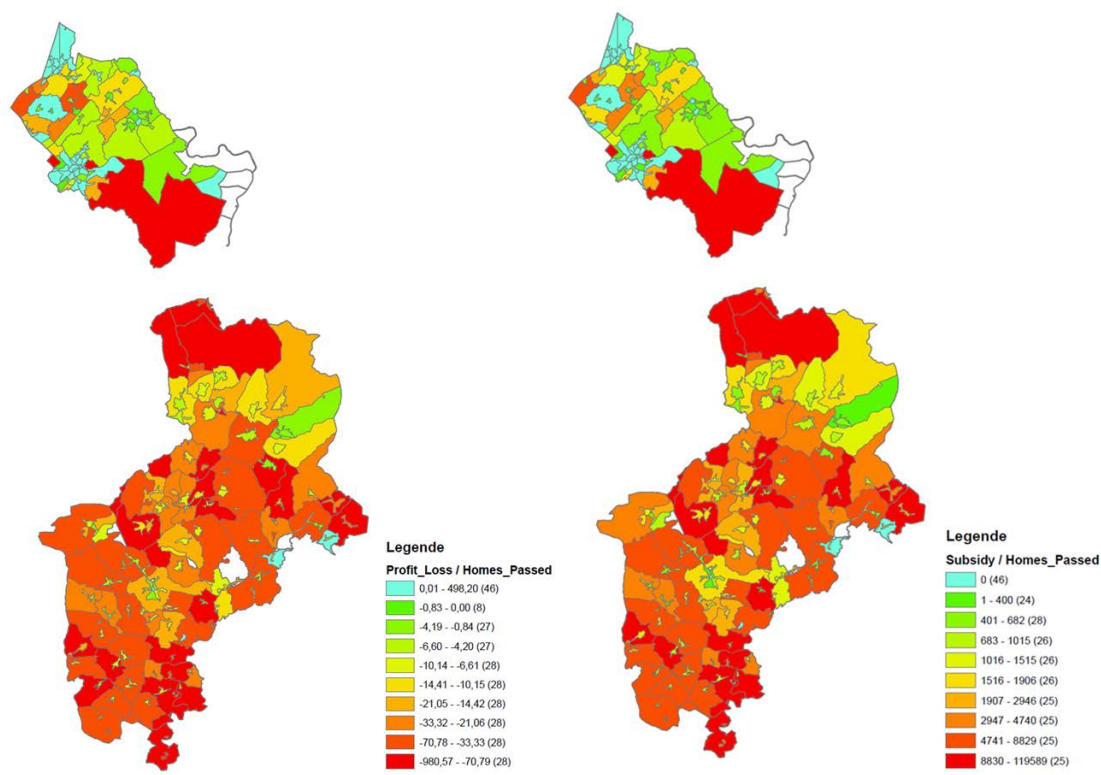 Legende
Profit_Loss / Homes_Passed
0,01 - 498,20 (46)
-0,83 - 0,00 (8)
-4,19 - -0,84 (27)
-6,60 - -4,20 (27)
-10,14 - -6,61 (28)
-14,41 - -10,15 (28)
-21,05 - -14,42 (28)
-33,32 - -21,06 (28)
-70,78 - -33,33 (28)
-980,57 - -70,79 (28)
Legende
Subsidy / Homes_Passed
0 (46)
1 - 400 (24)
401 - 682 (28)
683 - 1015 (26)
1016 - 1515 (26)
1516 - 1906 (26)
1907 - 2946 (25)
2947 - 4740 (25)
4741 - 8829 (25)
8830 - 119589 (25)